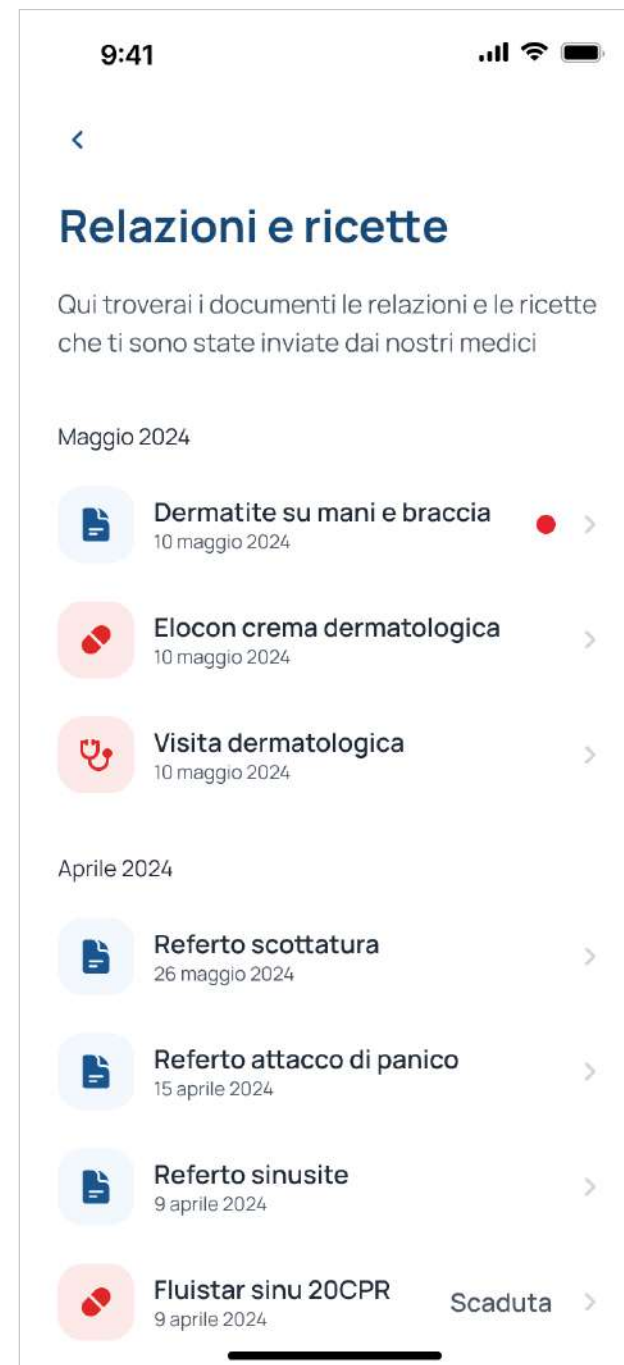 9:41
Relazioni e ricette
Qui troverai i documenti le relazioni e le ricette
che ti sono state inviate dai nostri medici
Maggio 2024
Dermatite su mani e braccia
10 maggio 2024
Elocon crema dermatologica
10 maggio 2024
Visita dermatologica
10 maggio 2024
Aprile 2024
Referto scottatura
26 maggio 2024
Referto attacco di panico
15 aprile 2024
Referto sinusite
9 aprile 2024
Fluistar sinu 20CPR
Scaduta
9 aprile 2024